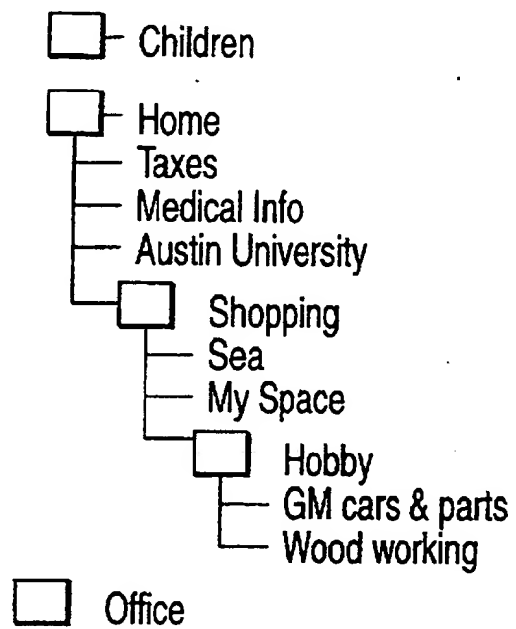 Children
Home
Taxes
Medical Info
Austin University
Shopping
Sea
My Space
Hobby
GM cars & parts
Wood working
Office